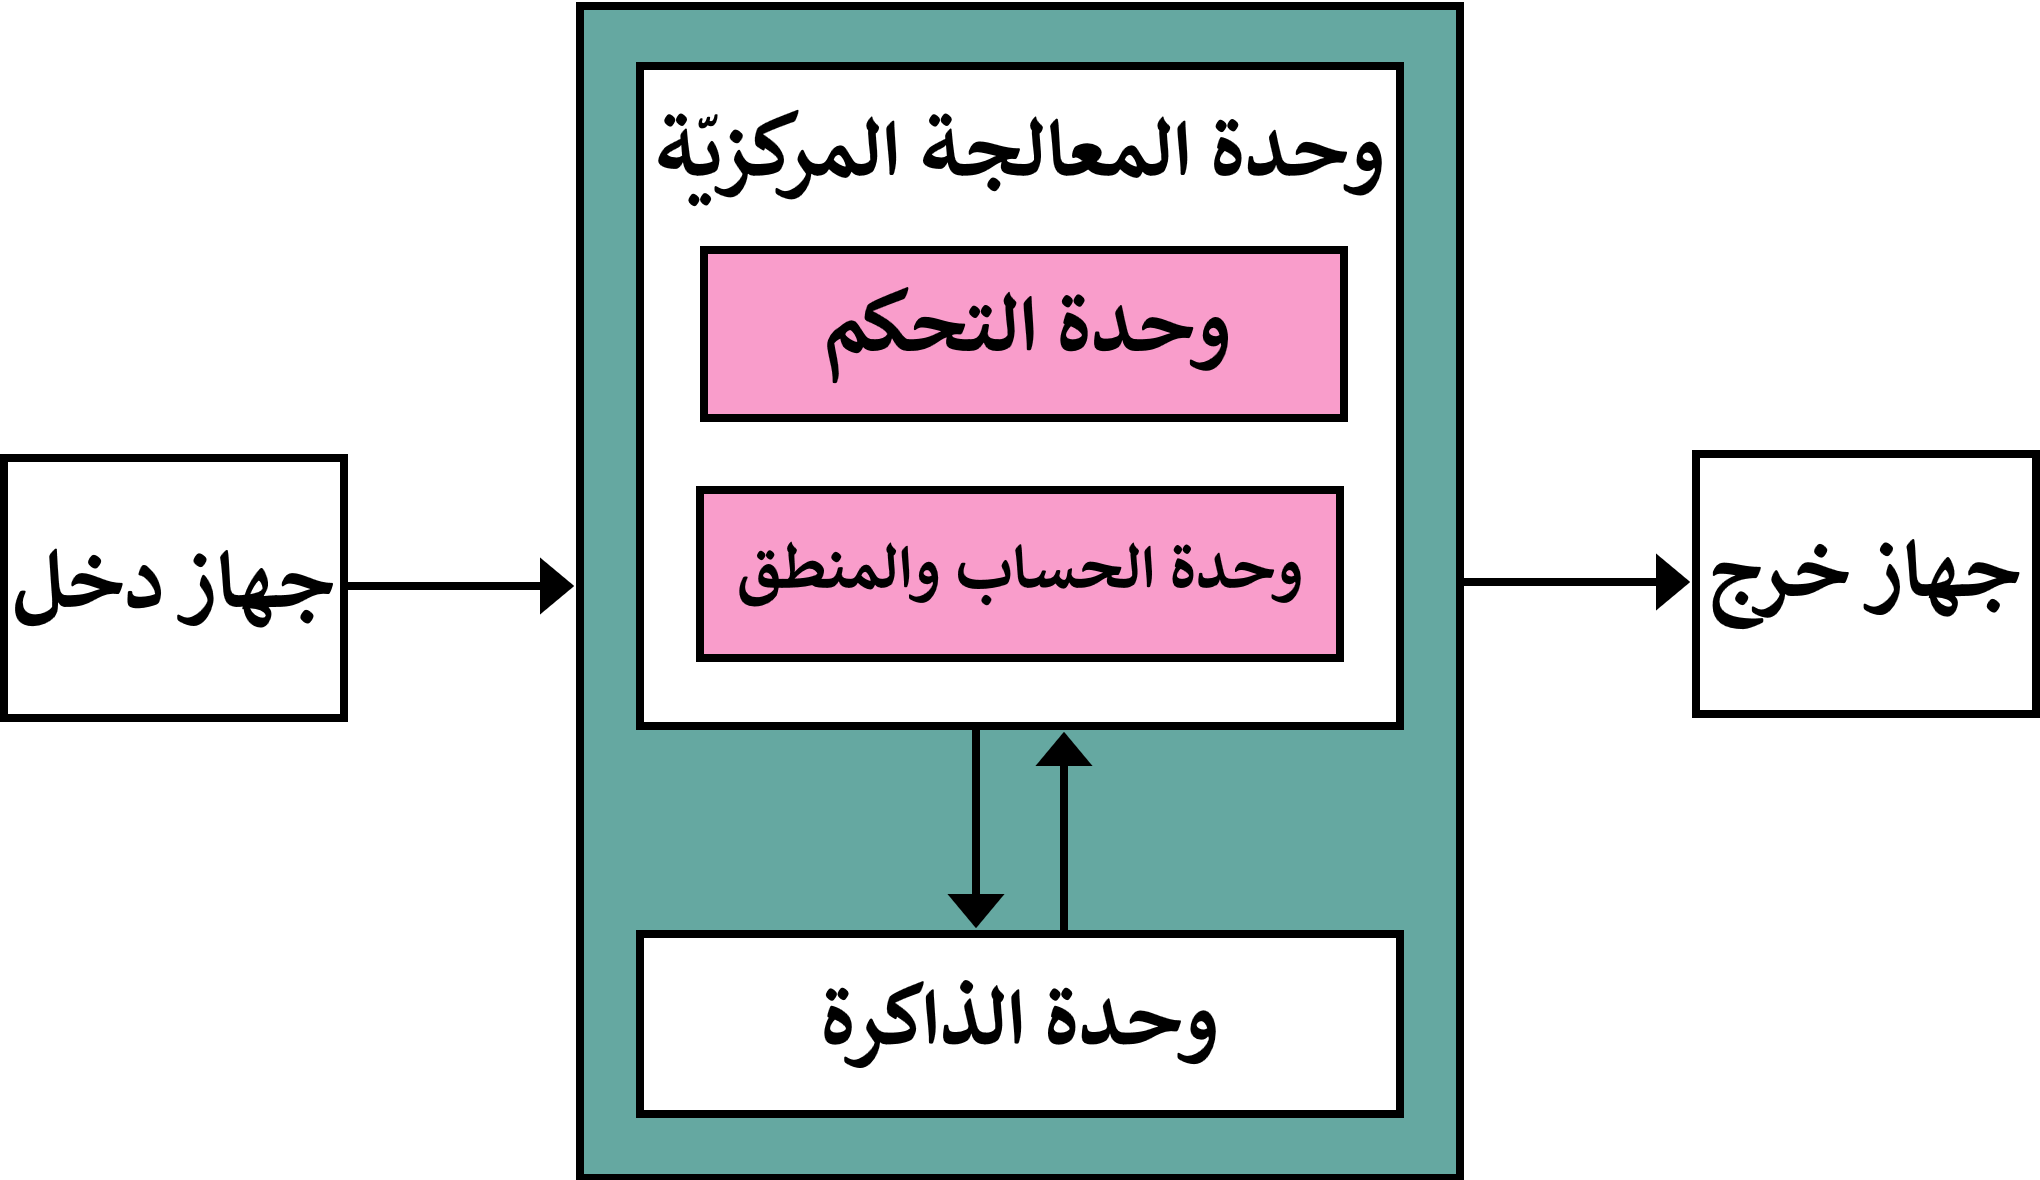 وحدة المعالجة المركزيّة
وحدة التحكم
وحدة الحساب والمنطق
جهاز دخل
جهاز خرج
وحدة الذاكرة